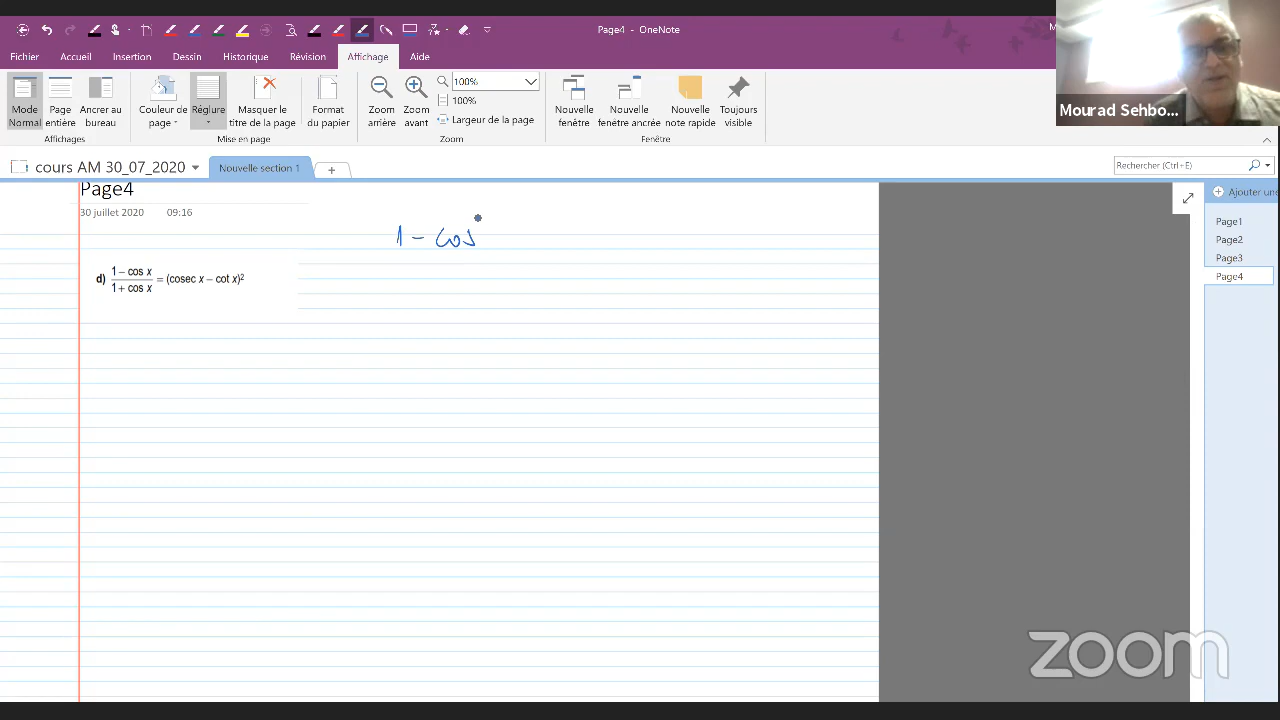 Page4 - OneNote
M
Fichier Accueil Insertion Dessin Historique Révision Affichage Aide
Mode Normal
Page entière
Ancrer au bureau
Couleur de page
Réglure
Masquer le titre de la page
Format du papier
Zoom arrière
Zoom avant
100%
100%
Largeur de la page
Nouvelle fenêtre
Nouvelle fenêtre ancrée
Nouvelle note rapide
Toujours visible
Affichages Mise en page Zoom Fenêtre
Mourad Sehbo...
cours AM 30_07_2020 Nouvelle section 1 +
Rechercher (Ctrl+E)
Page4
30 juillet 2020 09:16
1 - cos
d) (1 – cos x)/(1 + cos x) = (cosec x – cot x)²
Ajouter une
Page1
Page2
Page3
Page4
zoom